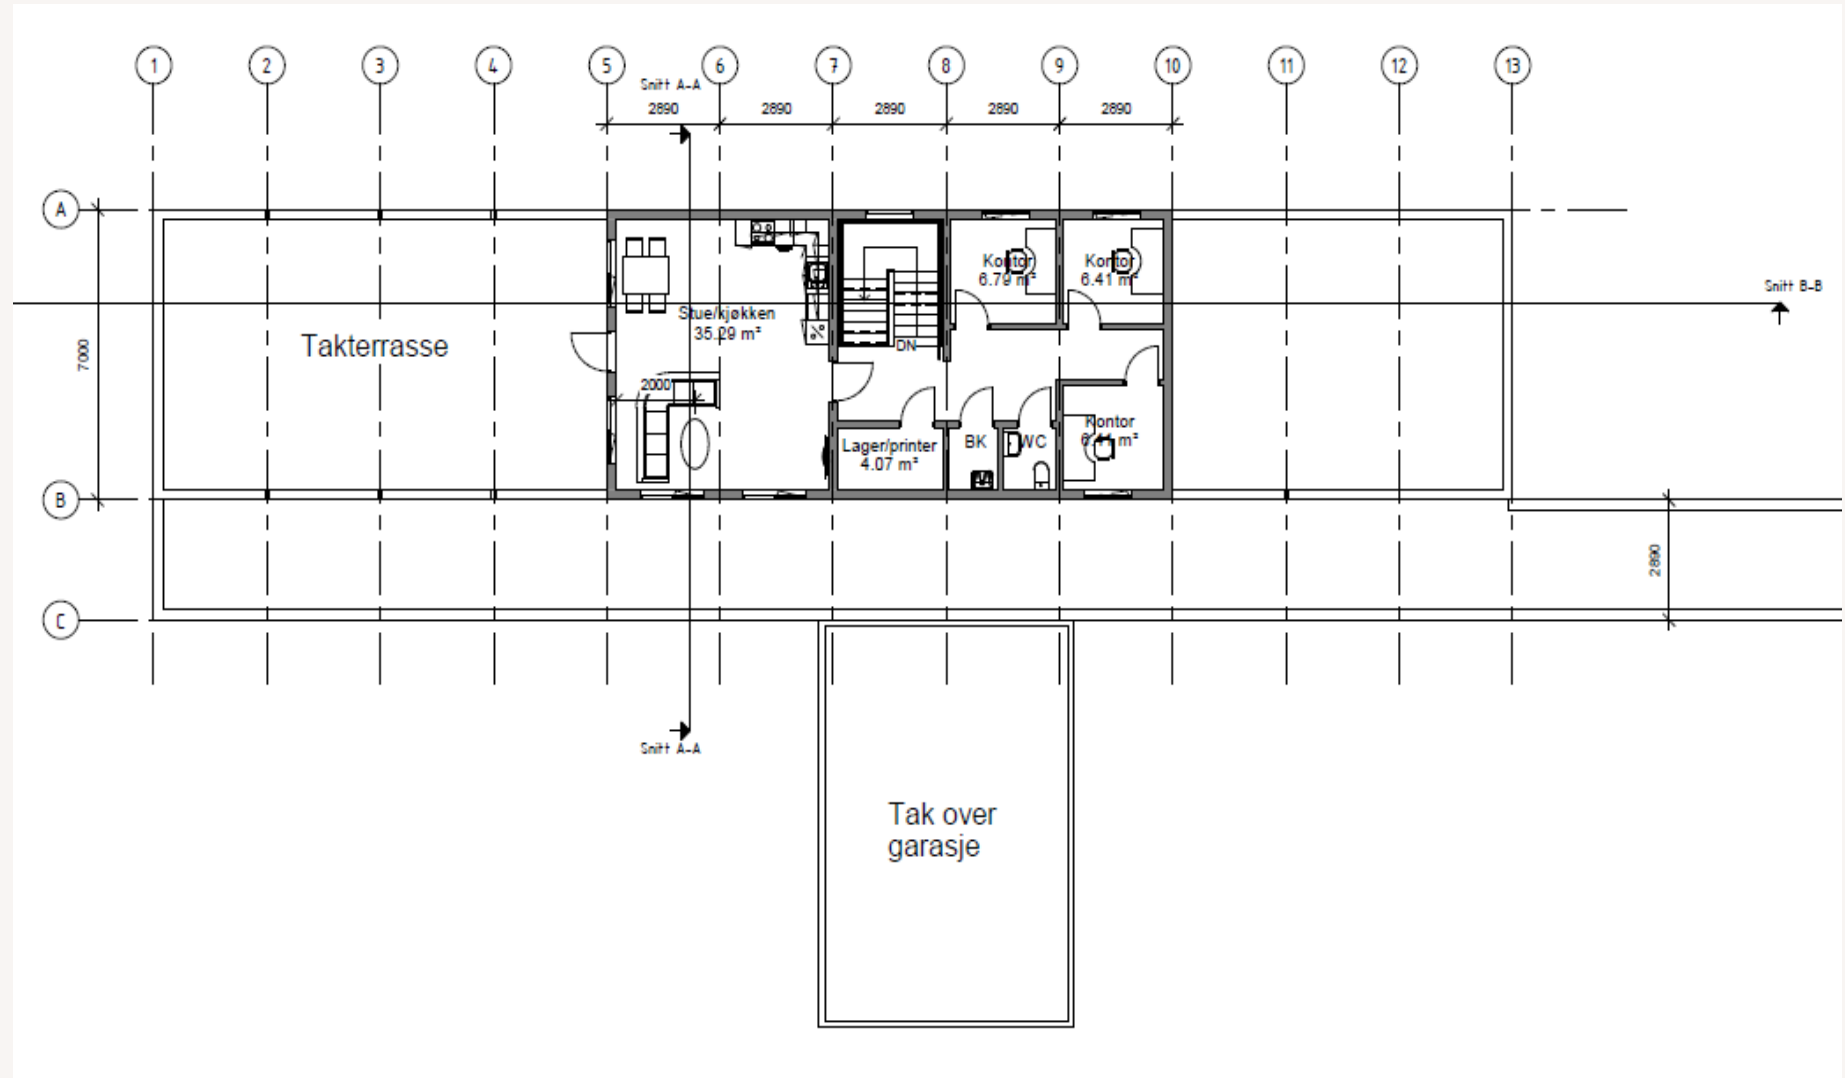 1 2 3 4 5 6 7 8 9 10 11 12 13
Snitt A-A
2890 2890 2890 2890 2890
A
Kontor
6.79 m²
Kontor
6.41 m²
Snitt B-B
Stue/kjøkken
35.29 m²
Takterrasse
7000
DN
2000
Kontor
m²
Lager/printer
4.07 m²
BK
WC
B
2890
C
Snitt A-A
Tak over
garasje